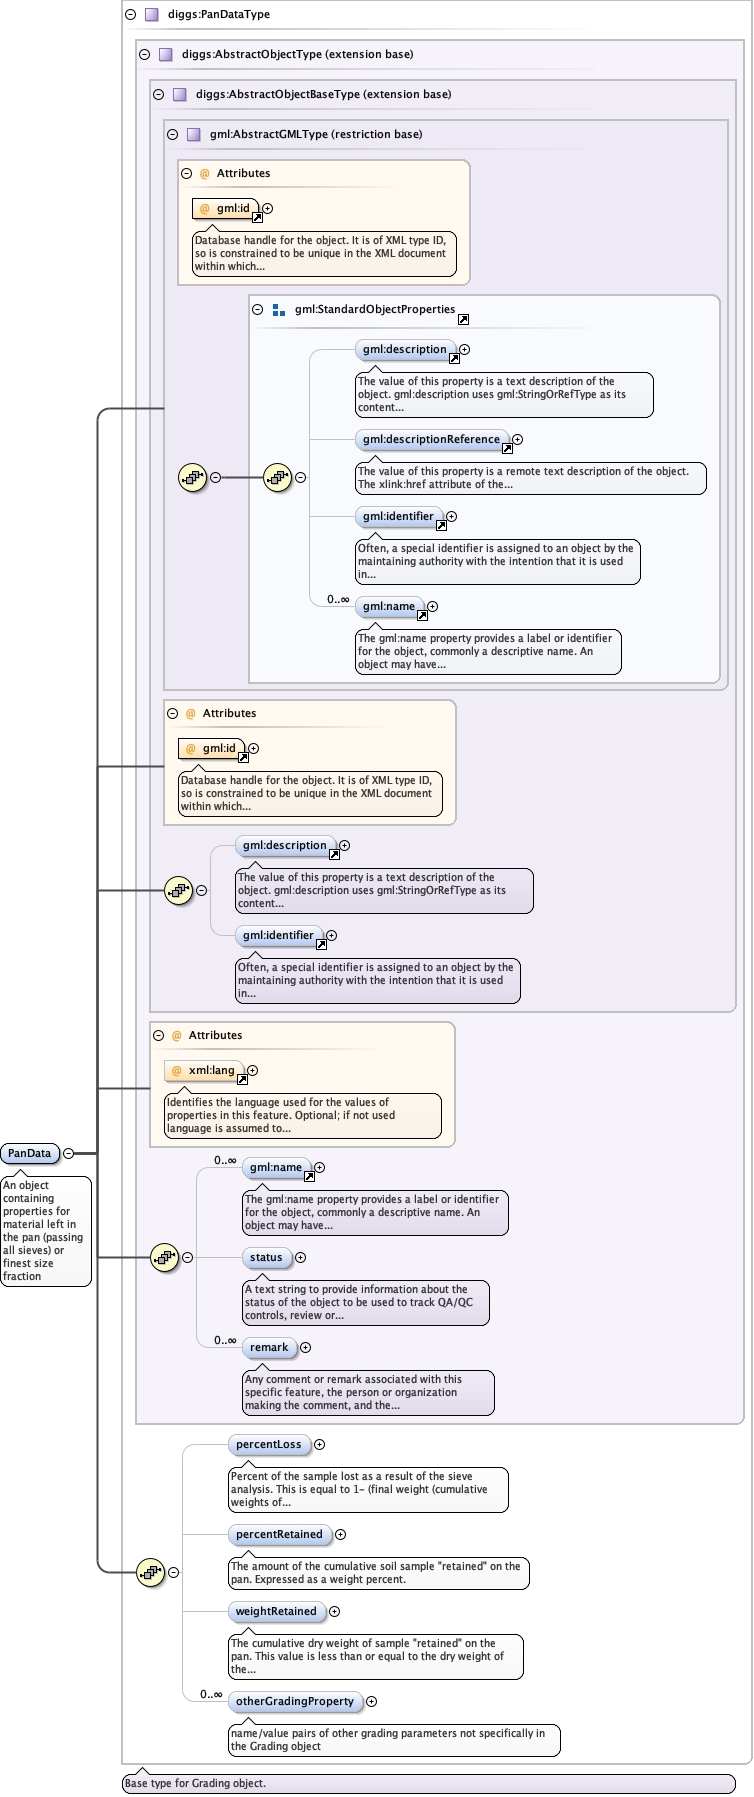 diggs:PanDataType
diggs:AbstractObjectType (extension base)
diggs:AbstractObjectBaseType (extension base)
gml:AbstractGMLType (restriction base)
@ Attributes
@ gml:id
Database handle for the object. It is of XML type ID,
so is constrained to be unique in the XML document
within which...
gml:StandardObjectProperties
gml:description
The value of this property is a text description of the
object. gml:description uses gml:StringOrRefType as its
content...
gml:descriptionReference
The value of this property is a remote text description of the object.
The xlink:href attribute of the...
gml:identifier
Often, a special identifier is assigned to an object by the
maintaining authority with the intention that it is used
in...
0..∞
gml:name
The gml:name property provides a label or identifier
for the object, commonly a descriptive name. An
object may have...
@ Attributes
@ gml:id
Database handle for the object. It is of XML type ID,
so is constrained to be unique in the XML document
within which...
gml:description
The value of this property is a text description of the
object. gml:description uses gml:StringOrRefType as its
content...
gml:identifier
Often, a special identifier is assigned to an object by the
maintaining authority with the intention that it is used
in...
@ Attributes
@ xml:lang
Identifies the language used for the values of
properties in this feature. Optional; if not used
language is assumed to...
PanData
An object
containing
properties for
material left in
the pan (passing
all sieves) or
finest size
fraction
0..∞
gml:name
The gml:name property provides a label or identifier
for the object, commonly a descriptive name. An
object may have...
status
A text string to provide information about the
status of the object to be used to track QA/QC
controls, review or...
0..∞
remark
Any comment or remark associated with this
specific feature, the person or organization
making the comment, and the...
percentLoss
Percent of the sample lost as a result of the sieve
analysis. This is equal to 1- (final weight (cumulative
weights of...
percentRetained
The amount of the cumulative soil sample "retained" on the
pan. Expressed as a weight percent.
weightRetained
The cumulative dry weight of sample "retained" on the
pan. This value is less than or equal to the dry weight of
the...
0..∞
otherGradingProperty
name/value pairs of other grading parameters not specifically in
the Grading object
Base type for Grading object.